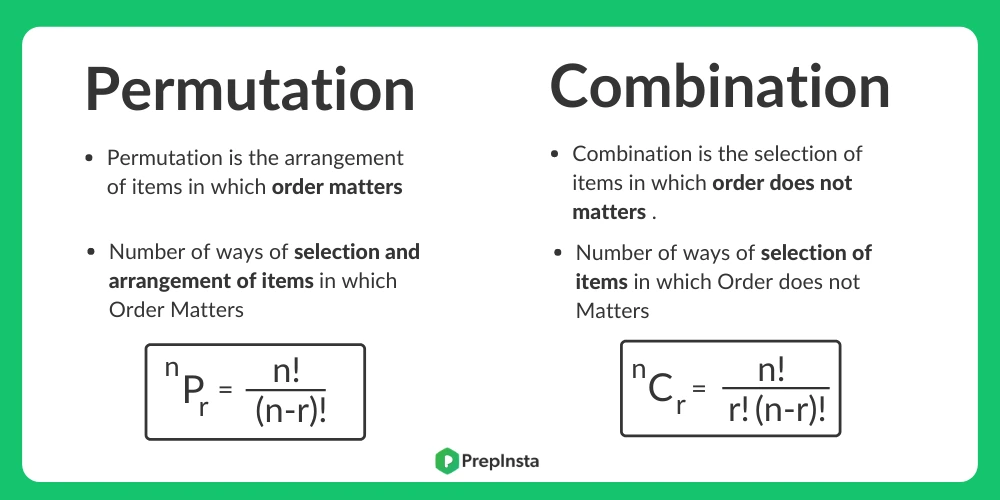 Permutation
• Permutation is the arrangement
of items in which order matters
• Number of ways of selection and
arrangement of items in which
Order Matters
nPr = n!
(n-r)!
Combination
• Combination is the selection of
items in which order does not
matters .
• Number of ways of selection of
items in which Order does not
Matters
nCr = n!
r! (n-r)!
PrepInsta